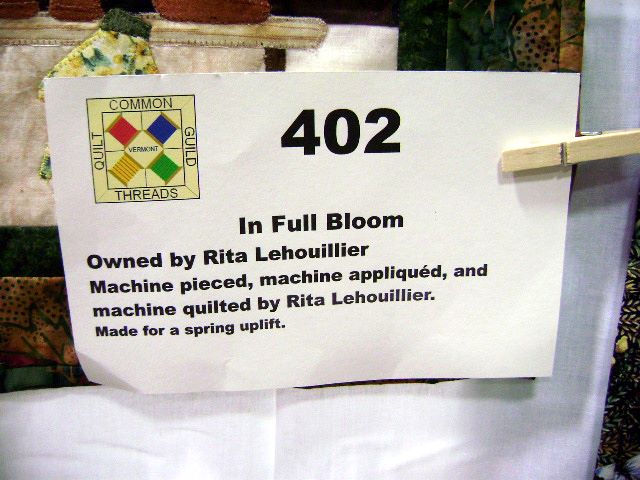 COMMON
QUILT
GUILD
VERMONT
THREADS
402
In Full Bloom
Owned by Rita Lehouillier
Machine pieced, machine appliquéd, and
machine quilted by Rita Lehouillier.
Made for a spring uplift.